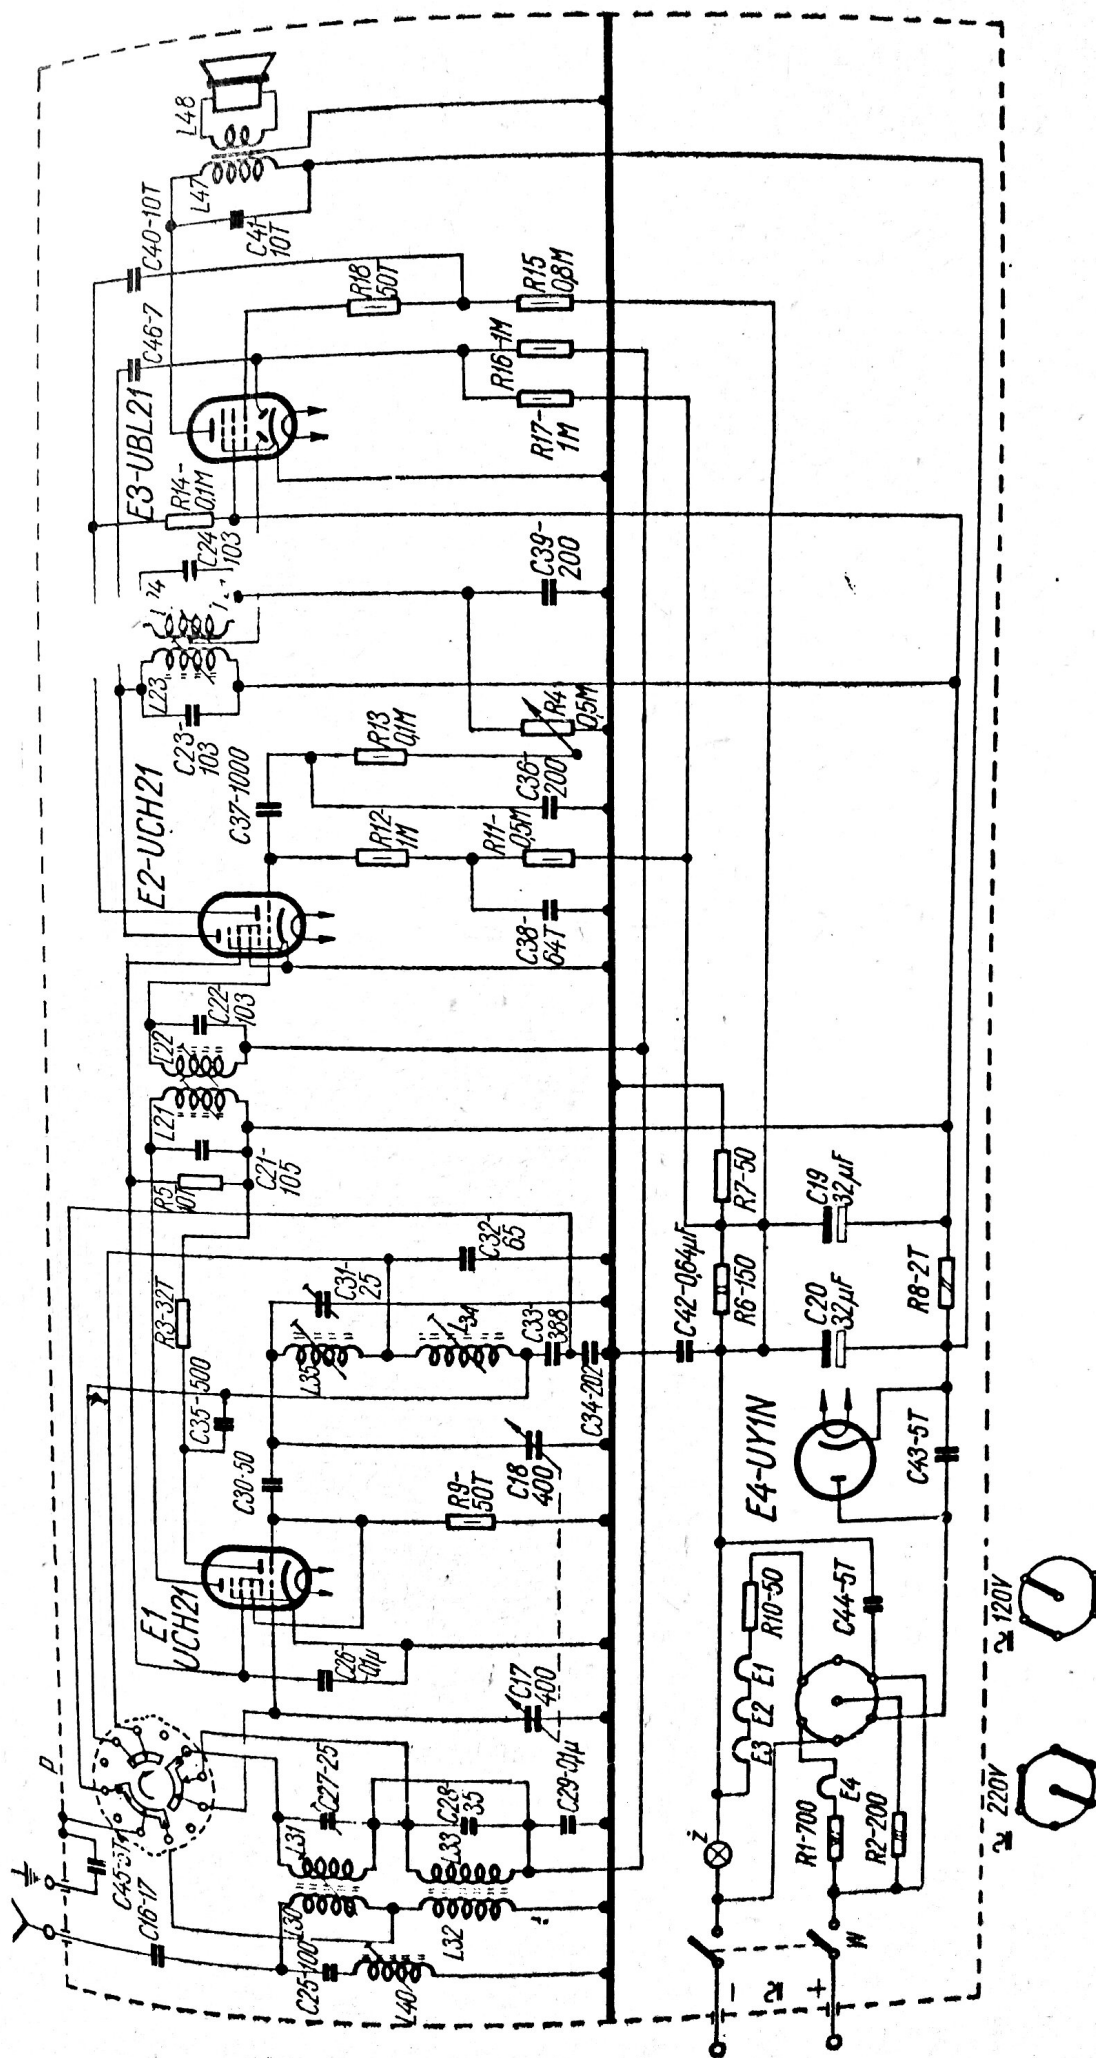 P
C45-5T
C16-17
C25-100
L40
L30
L31
C27-25
L32
L33
C28-
35
C29-0,1µ
E1
UCH21
C26-
0,1µ
C17
400
C30-50
C35-500
R3-32T
R9-
50T
C18
400
L35
L34
C31-
25
C32-
65
C33-
388
C34-202
R5
10T
C21-
105
L21
L22
C22-
103
E2-UCH21
C37-1000
R12-
1M
R13
0,1M
C38-
64T
R11-
0,5M
C36-
200
R4
0,5M
C23-
103
L23
C24
103
C39-
200
E3-UBL21
R14-
0,1M
C46-7
C40-10T
R17-
1M
R16-1M
R18
50T
R15
0,8M
C41-
10T
L47
L48
C42-0,64µF
R6-150
R7-50
C20
32µF
C19
32µF
R8-2T
E4-UY1N
C43-5T
R10-50
E1
E2
E3
C44-5T
Ż
E4
R1-700
R2-200
W
-
≂
+
≂ 220V
≂ 120V